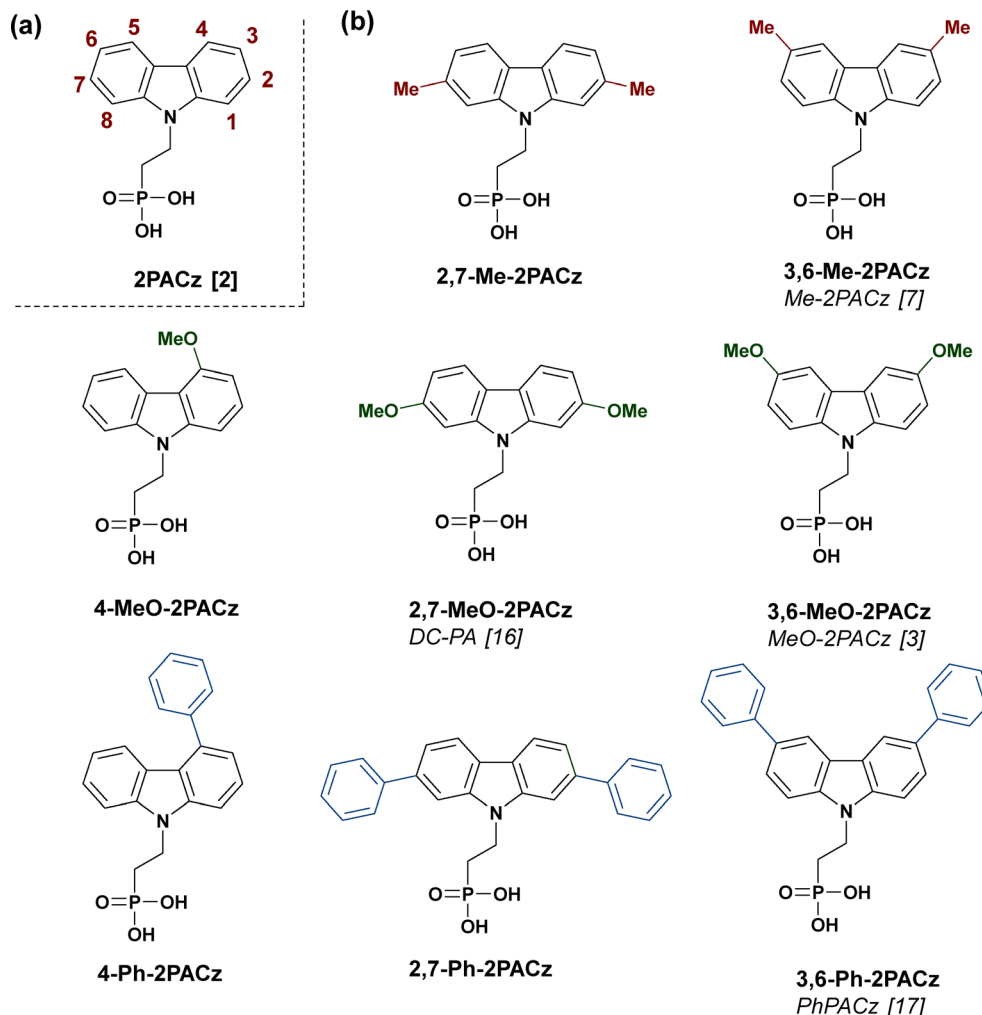 (a)
5
4
6
3
7
2
8
1
N
O=P—OH
OH
2PACz [2]
(b)
Me
Me
N
O=P—OH
OH
2,7-Me-2PACz
Me
Me
N
O=P—OH
OH
3,6-Me-2PACz
Me-2PACz [7]
MeO
N
O=P—OH
OH
4-MeO-2PACz
MeO
OMe
N
O=P—OH
OH
2,7-MeO-2PACz
DC-PA [16]
MeO
OMe
N
O=P—OH
OH
3,6-MeO-2PACz
MeO-2PACz [3]
N
O=P—OH
OH
4-Ph-2PACz
N
O=P—OH
OH
2,7-Ph-2PACz
N
O=P—OH
OH
3,6-Ph-2PACz
PhPACz [17]